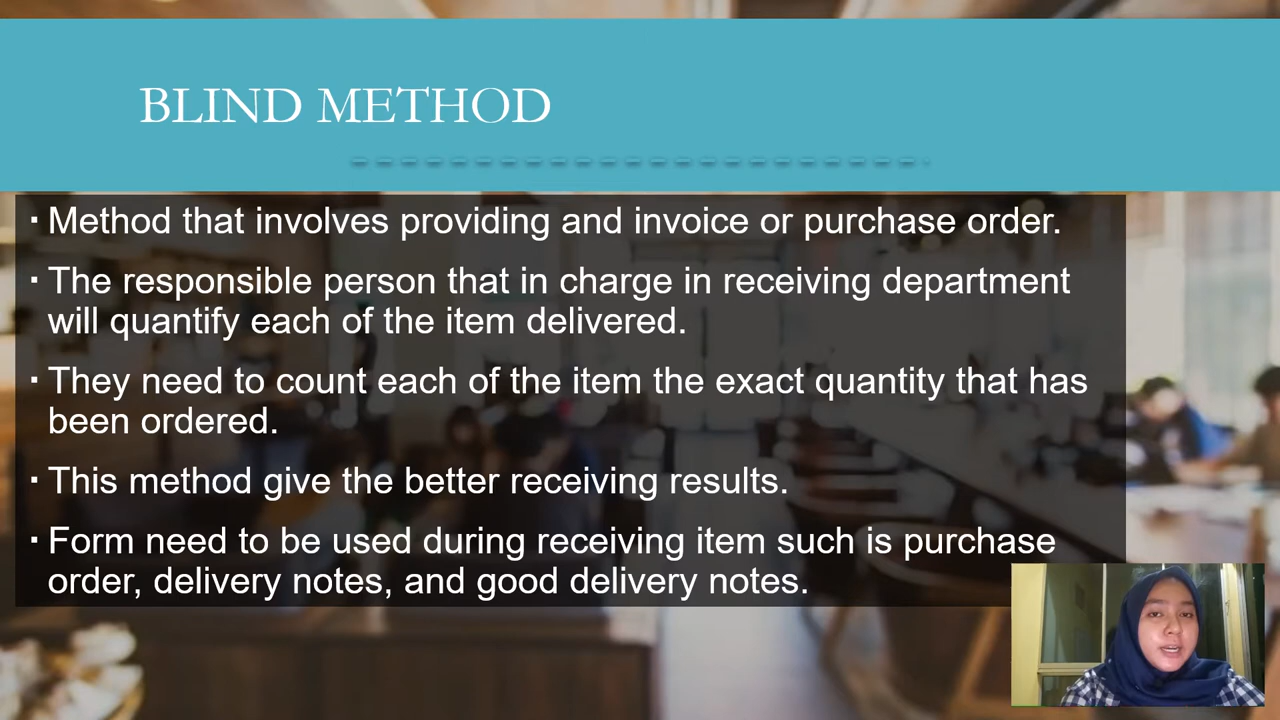 BLIND METHOD
▪ Method that involves providing and invoice or purchase order.
▪ The responsible person that in charge in receiving department
will quantify each of the item delivered.
▪ They need to count each of the item the exact quantity that has
been ordered.
▪ This method give the better receiving results.
▪ Form need to be used during receiving item such is purchase
order, delivery notes, and good delivery notes.